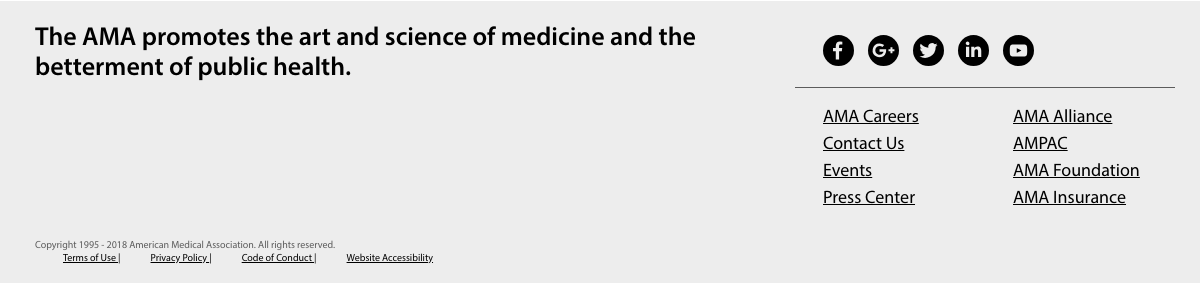 The AMA promotes the art and science of medicine and the
betterment of public health.
AMA Careers
Contact Us
Events
Press Center
AMA Alliance
AMPAC
AMA Foundation
AMA Insurance
Copyright 1995 - 2018 American Medical Association. All rights reserved.
Terms of Use | Privacy Policy | Code of Conduct | Website Accessibility